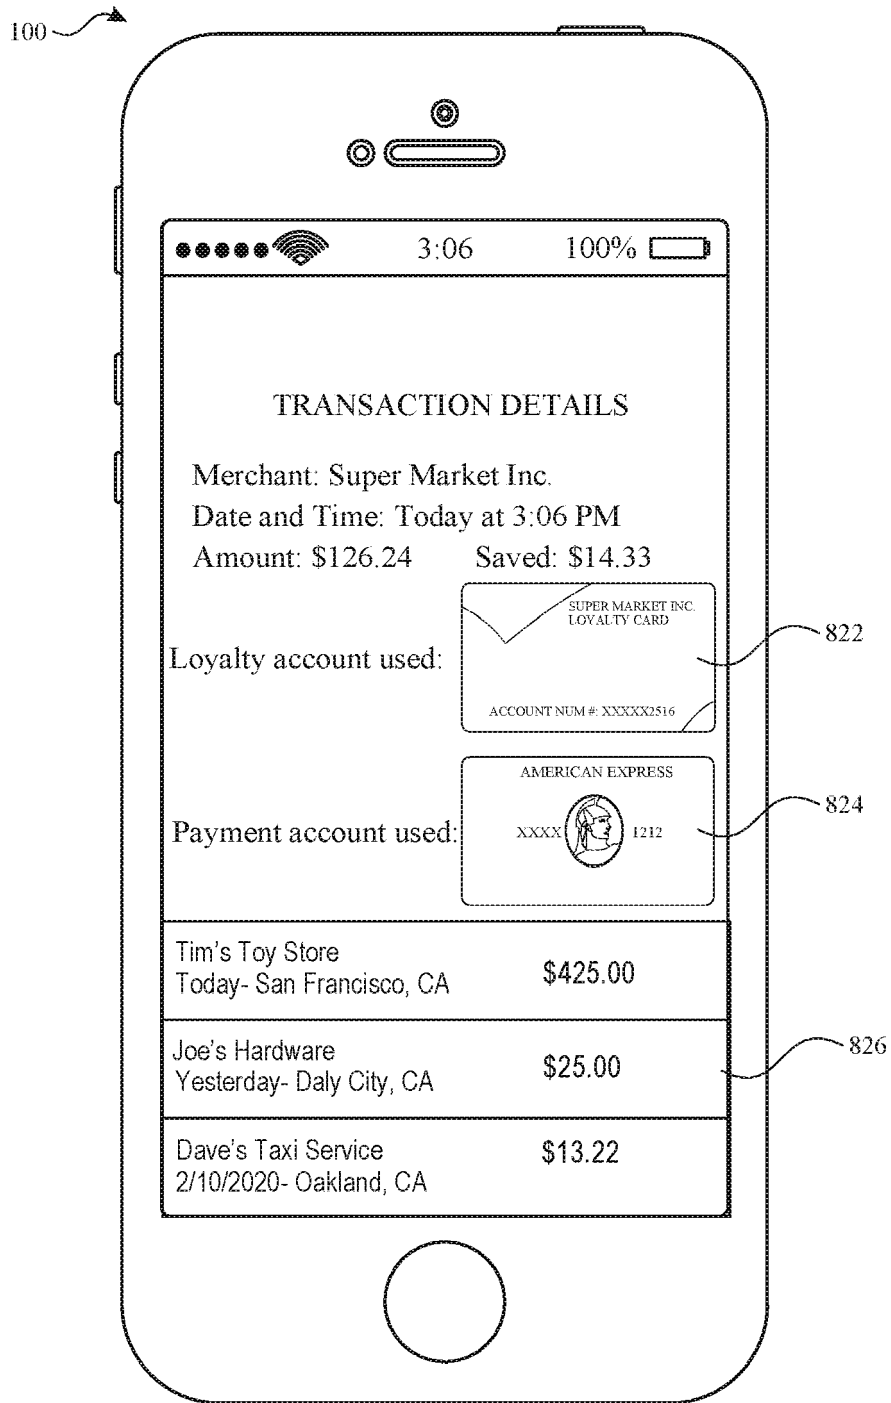 100
3:06 100%
TRANSACTION DETAILS
Merchant: Super Market Inc.
Date and Time: Today at 3:06 PM
Amount: $126.24 Saved: $14.33
SUPER MARKET INC.
LOYALTY CARD
822
Loyalty account used:
ACCOUNT NUM #: XXXXX2516
AMERICAN EXPRESS
824
Payment account used:
XXXX 1212
Tim's Toy Store
Today- San Francisco, CA $425.00
Joe's Hardware
Yesterday- Daly City, CA $25.00
826
Dave's Taxi Service $13.22
2/10/2020- Oakland, CA